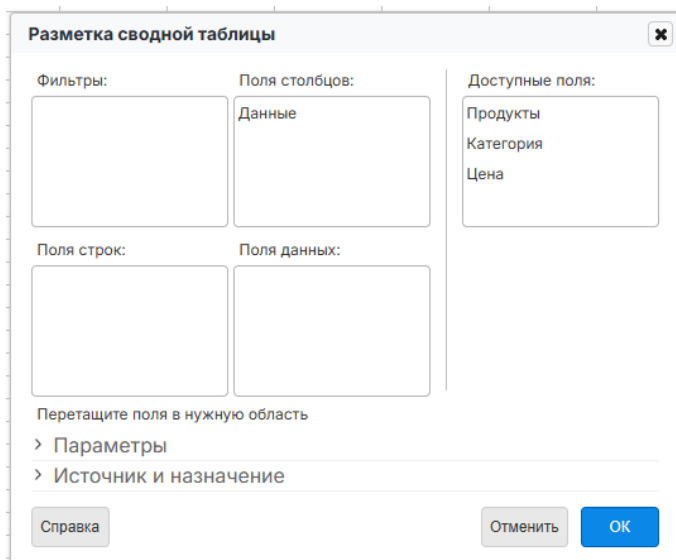 Разметка сводной таблицы
Фильтры:
Поля столбцов:
Доступные поля:
Данные
Продукты
Категория
Цена
Поля строк:
Поля данных:
Перетащите поля в нужную область
Параметры
Источник и назначение
Справка
Отменить
ОК